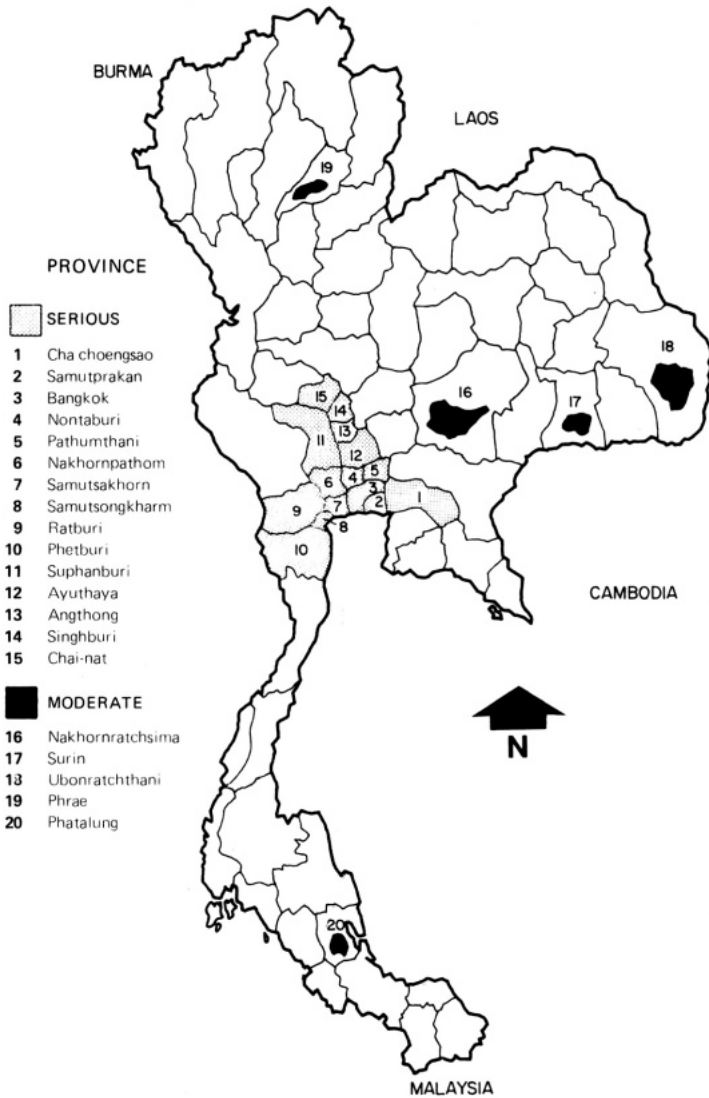 BURMA
LAOS
19
PROVINCE
SERIOUS
1 Cha choengsao
2 Samutprakan
3 Bangkok
4 Nontaburi
5 Pathumthani
6 Nakhornpathom
7 Samutsakhorn
8 Samutsongkharm
9 Ratburi
10 Phetburi
11 Suphanburi
12 Ayuthaya
13 Angthong
14 Singhburi
15 Chai-nat
MODERATE
16 Nakhornratchsima
17 Surin
18 Ubonratchthani
19 Phrae
20 Phatalung
18
16
17
15
14
13
11
12
5
4
6
3
1
2
7
9
8
10
CAMBODIA
N
20
MALAYSIA